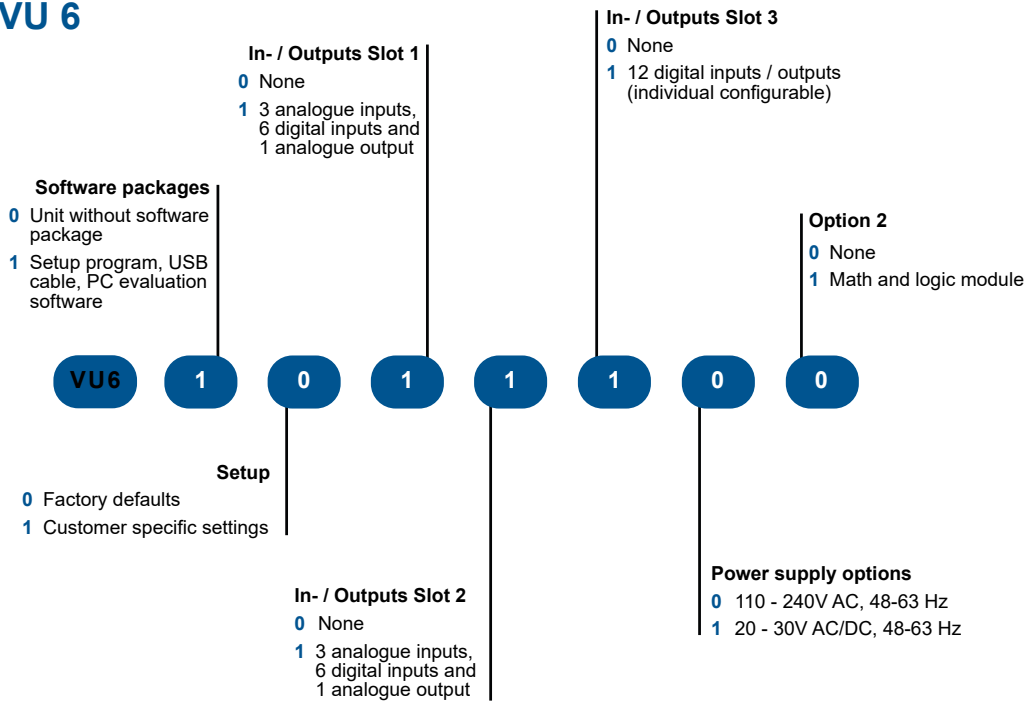 VU 6
In- / Outputs Slot 3
0 None
1 12 digital inputs / outputs
(individual configurable)
In- / Outputs Slot 1
0 None
1 3 analogue inputs,
6 digital inputs and
1 analogue output
Software packages
0 Unit without software
package
1 Setup program, USB
cable, PC evaluation
software
Option 2
0 None
1 Math and logic module
VU6 1 0 1 1 1 0 0
Setup
0 Factory defaults
1 Customer specific settings
In- / Outputs Slot 2
0 None
1 3 analogue inputs,
6 digital inputs and
1 analogue output
Power supply options
0 110 - 240V AC, 48-63 Hz
1 20 - 30V AC/DC, 48-63 Hz